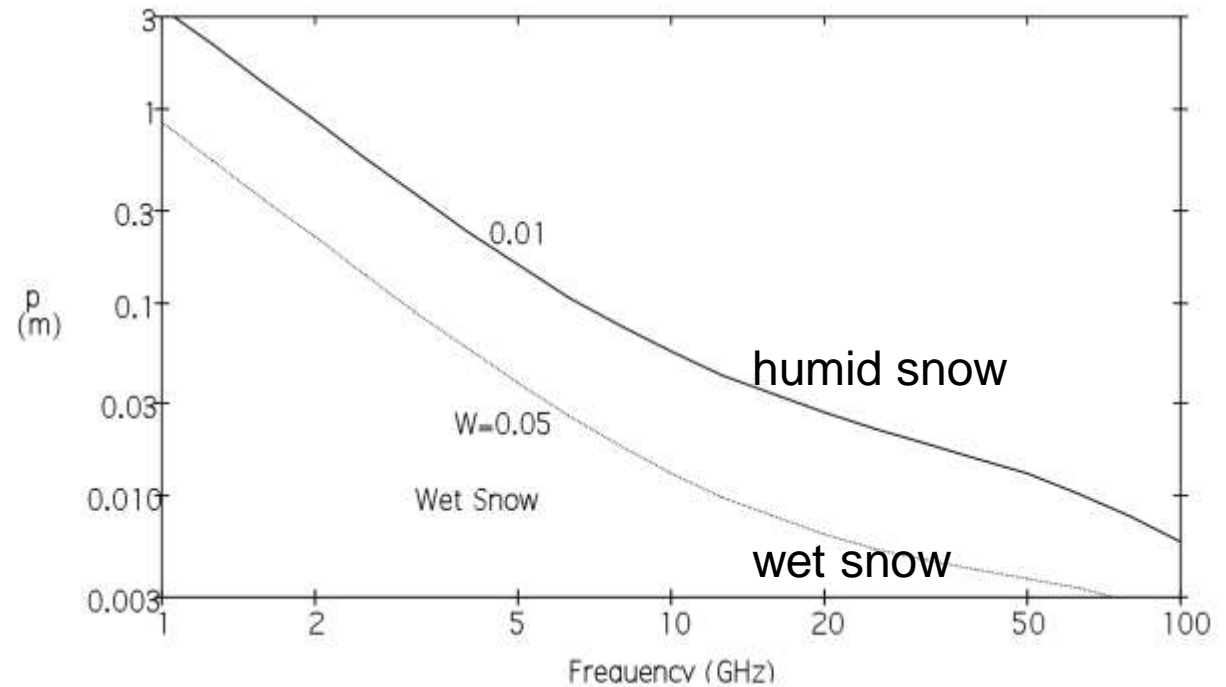 3
1
0.3
0.01
p
(m)
0.1
humid snow
0.03
W=0.05
0.010
Wet Snow
wet snow
0.003
1 2 5 10 20 50 100
Frequency (GHz)